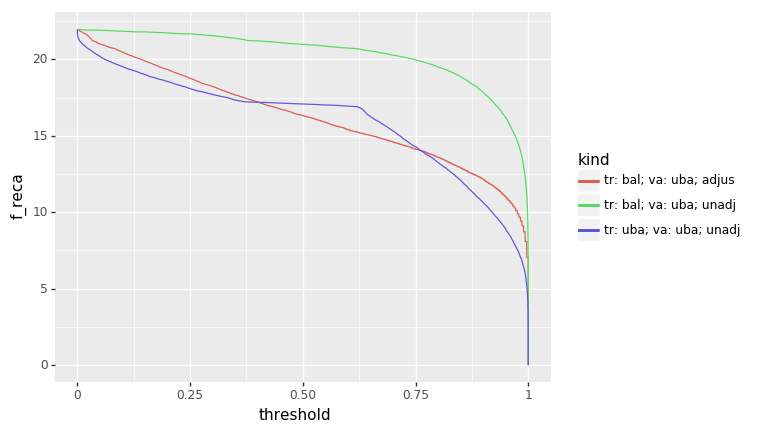 20
15
10
5
0
f_reca
0
0.25
0.50
0.75
1
threshold
kind
tr: bal; va: uba; adjus
tr: bal; va: uba; unadj
tr: uba; va: uba; unadj